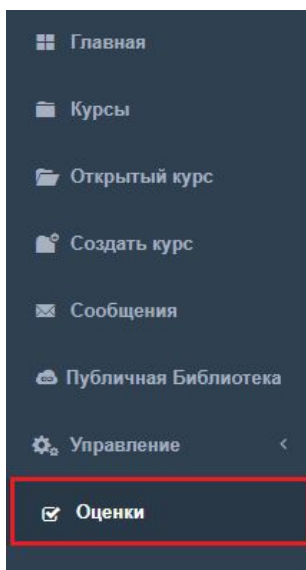 Главная
Курсы
Открытый курс
Создать курс
Сообщения
Публичная Библиотека
Управление
Оценки